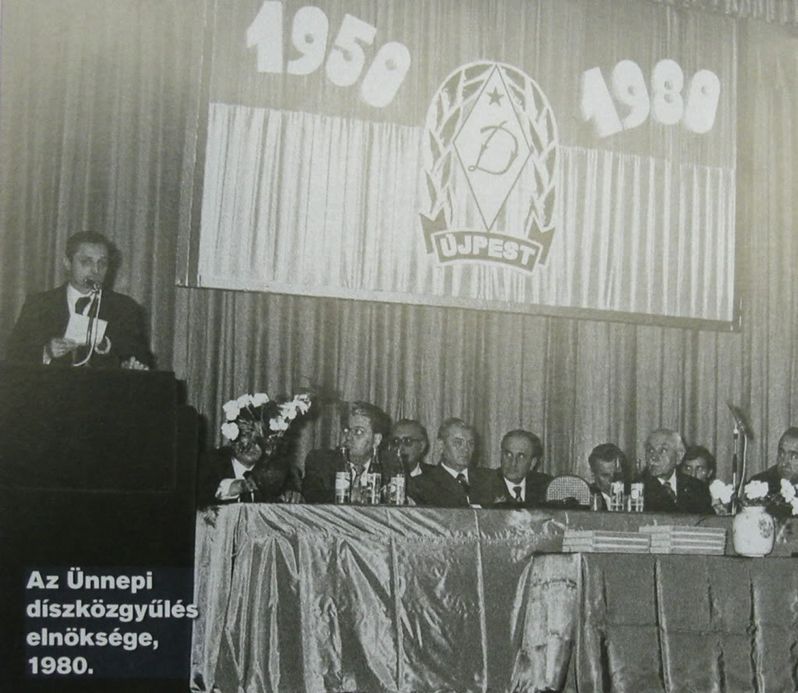 1950
1980
D
ÚJPEST
Az Ünnepi
díszközgyűlés
elnöksége,
1980.